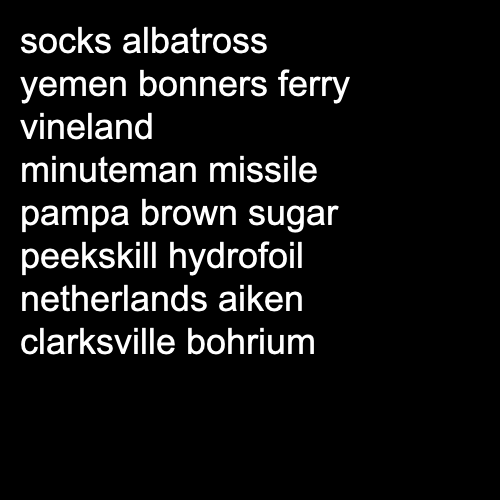 socks albatross
yemen bonners ferry
vineland
minuteman missile
pampa brown sugar
peekskill hydrofoil
netherlands aiken
clarksville bohrium